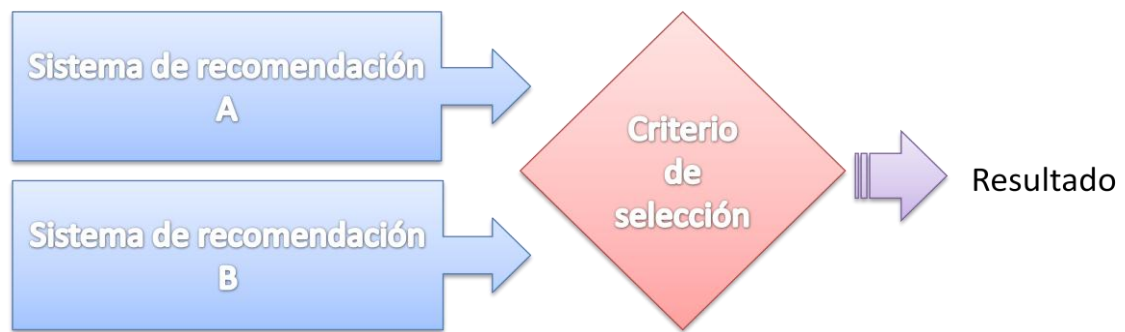 Sistema de recomendación
A
Sistema de recomendación
B
Criterio
de
selección
Resultado